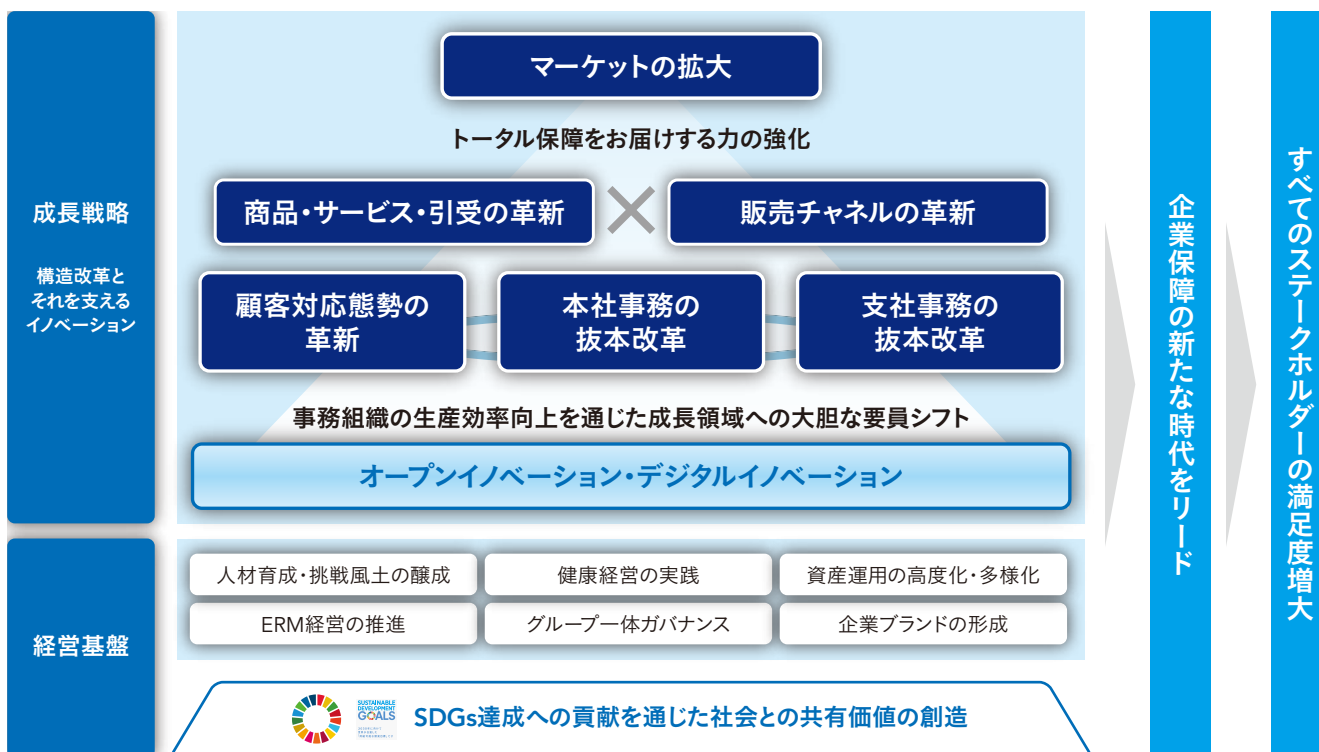 成長戦略
構造改革と
それを支える
イノベーション
マーケットの拡大
トータル保障をお届けする力の強化
商品・サービス・引受の革新
販売チャネルの革新
顧客対応態勢の
革新
本社事務の
抜本改革
支社事務の
抜本改革
事務組織の生産効率向上を通じた成長領域への大胆な要員シフト
オープンイノベーション・デジタルイノベーション
経営基盤
人材育成・挑戦風土の醸成
健康経営の実践
資産運用の高度化・多様化
ERM経営の推進
グループ一体ガバナンス
企業ブランドの形成
SUSTAINABLE
DEVELOPMENT
GOALS
SDGs達成への貢献を通じた社会との共有価値の創造
企業保障の新たな時代をリード
すべてのステークホルダーの満足度増大